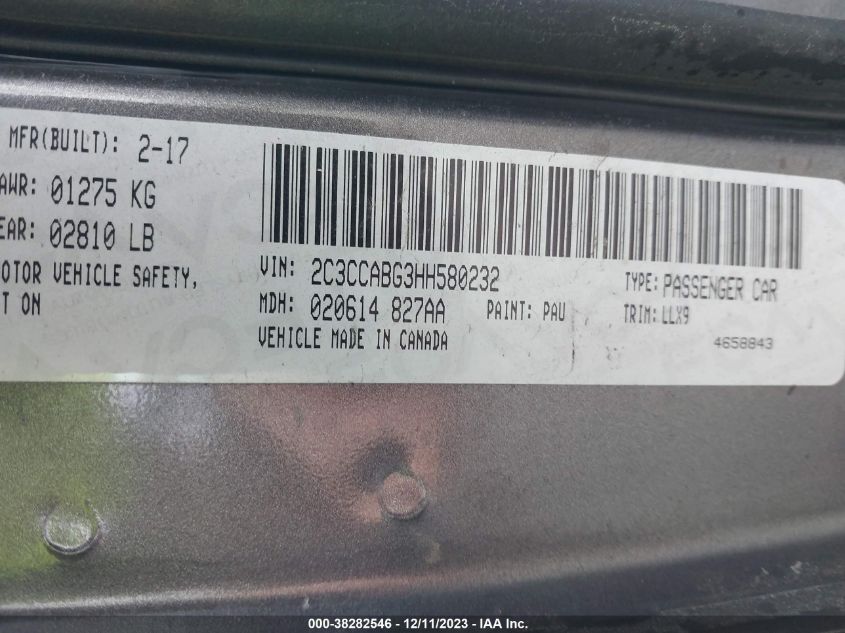 MFR(BUILT): 2-17
AWR: 01275 KG
EAR: 02810 LB
MOTOR VEHICLE SAFETY,
T ON
VIN: 2C3CCABG3HH580232
TYPE: PASSENGER CAR
MDH: 020614 827AA
PAINT: PAU
TRIM: LLX9
VEHICLE MADE IN CANADA
4658843
000-38282546 - 12/11/2023 - IAA Inc.